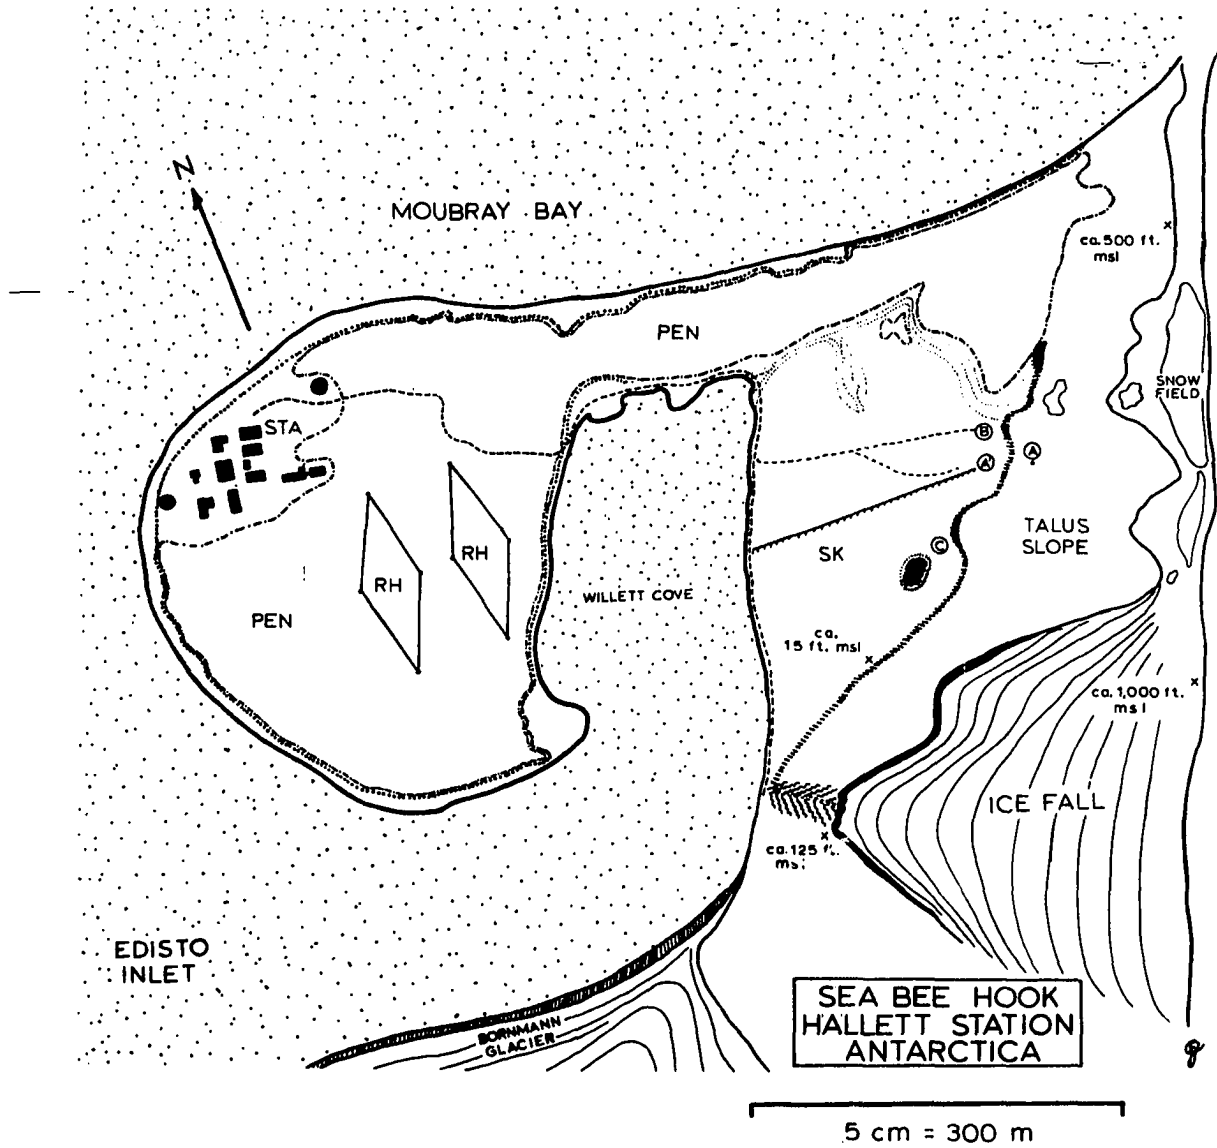 N
MOUBRAY BAY
ca. 500 ft.
msl
PEN
SNOW
FIELD
STA
B
A
A
TALUS
SLOPE
C
SK
RH
RH
WILLETT COVE
PEN
ca.
15 ft. msl
ca. 1,000 ft.
msl
ICE FALL
ca. 125 ft.
ms
EDISTO
INLET
SEA BEE HOOK
HALLETT STATION
ANTARCTICA
BORNMANN
GLACIER
5 cm = 300 m